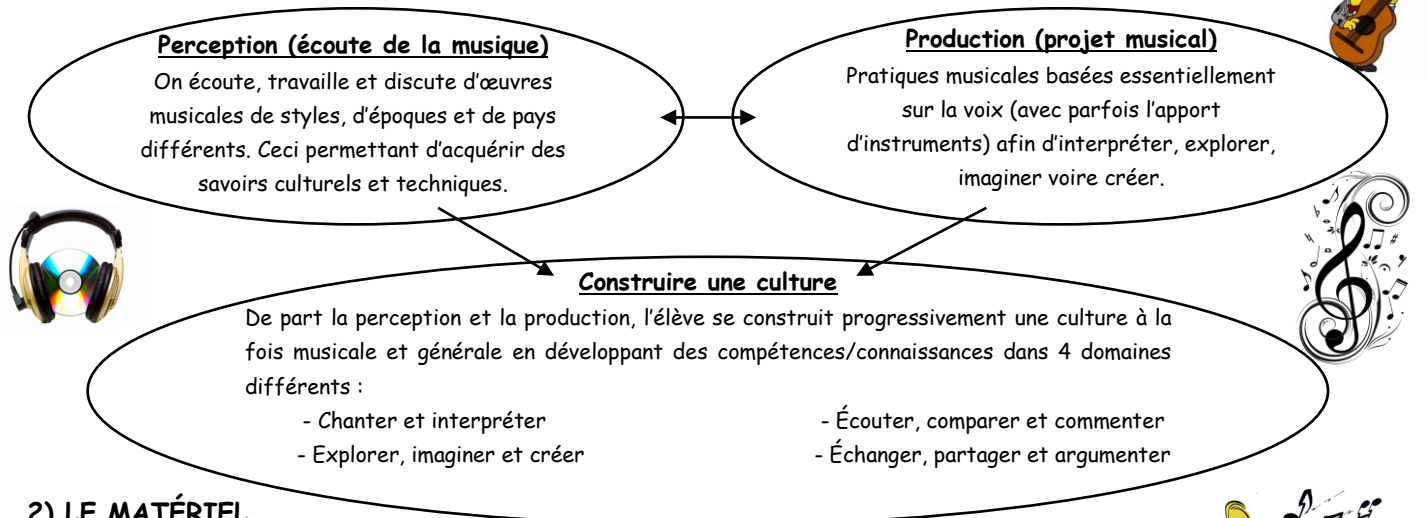 Perception (écoute de la musique)
On écoute, travaille et discute d'œuvres
musicales de styles, d'époques et de pays
différents. Ceci permettant d'acquérir des
savoirs culturels et techniques.
Production (projet musical)
Pratiques musicales basées essentiellement
sur la voix (avec parfois l'apport
d'instruments) afin d'interpréter, explorer,
imaginer voire créer.
Construire une culture
De part la perception et la production, l'élève se construit progressivement une culture à la
fois musicale et générale en développant des compétences/connaissances dans 4 domaines
différents :
- Chanter et interpréter
- Écouter, comparer et commenter
- Explorer, imaginer et créer
- Échanger, partager et argumenter
2) LE MATÉRIEL